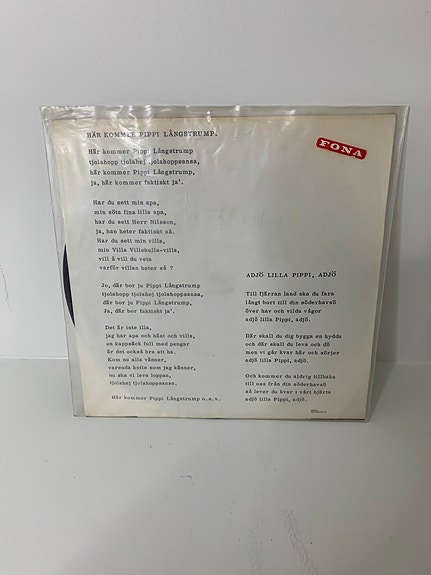 HÄR KOMMER PIPPI LÅNGSTRUMP.
Här kommer Pippi Långstrump
tjolahopp tjolahej tjolahoppsansa,
här kommer Pippi Långstrump,
ja, här kommer faktiskt ja'.
Har du sett min apa,
min söta fina lilla apa,
har du sett Herr Nilsson,
ja, han heter faktiskt så.
Har du sett min villa,
min Villa Villekulla-villa,
vill å vill du veta
varför villan heter så ?
Jo, där bor ju Pippi Långstrump
tjolahopp tjolahej tjolahoppsansa,
där bor ju Pippi Långstrump,
Ja, där bor faktiskt ja'.
Det är inte illa,
jag har apa och häst och villa,
en kappsäck full med pengar
Er det också bra att ha.
Kom nu alla vänner,
varenda kotte som jag känner,
nu ska vi leva loppan,
tjolahej tjolahoppsansa.
Här kommer Pippi Långstrump o.s.v.
FONA
ADJÖ LILLA PIPPI, ADJÖ
Till fjärran land ska du fara
långt bort till din söderhavsö
över hav och vilda vågor
adjö lilla Pippi, adjö.
Där skall du dig bygga en hydda
och där skall du leva och dö
men vi går kvar här och sörjer
adjö lilla Pippi, adjö.
Och kommer du aldrig tillbaka
till oss från din söderhavsö
så lever du kvar i vårt hjärta
adjö lilla Pippi, adjö.